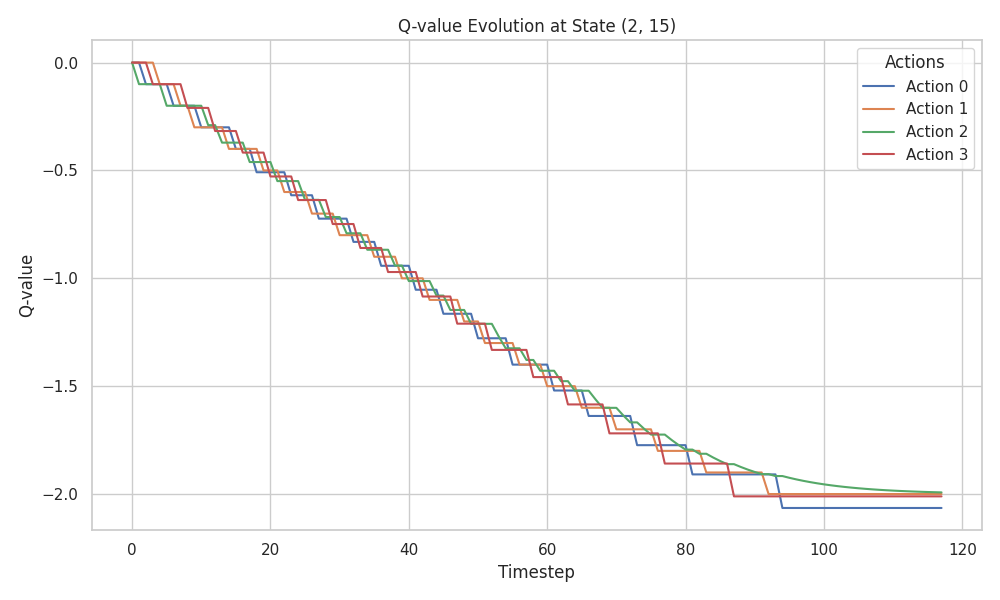 Q-value Evolution at State (2, 15)
Actions
Action 0
Action 1
Action 2
Action 3
Q-value
0.0
−0.5
−1.0
−1.5
−2.0
0 20 40 60 80 100 120
Timestep